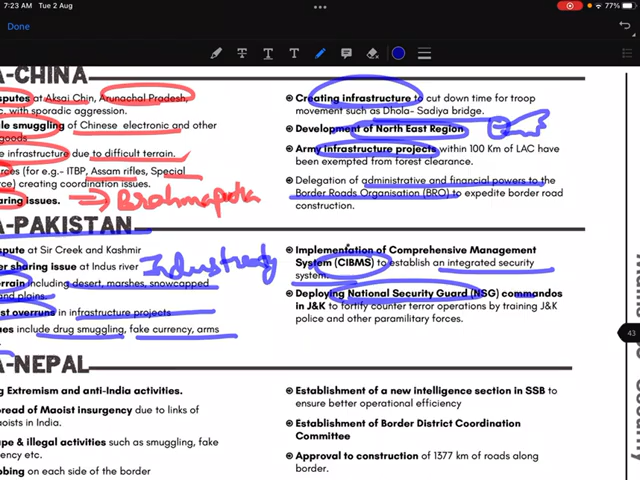 7:23 AM Tue 2 Aug
77%
Done
A-CHINA
sputes at Aksai Chin, Arunachal Pradesh,
c. with sporadic aggression.
le smuggling of Chinese electronic and other
goods
e infrastructure due to difficult terrain.
rces (for e.g.- ITBP, Assam rifles, Special
rce) creating coordination issues.
aring issues. → Brahmaputra
Creating infrastructure to cut down time for troop
movement such as Dhola- Sadiya bridge.
Development of North East Region
Army infrastructure projects within 100 Km of LAC have
been exempted from forest clearance.
Delegation of administrative and financial powers to the
Border Roads Organisation (BRO) to expedite border road
construction.
A-PAKISTAN
spute at Sir Creek and Kashmir
er sharing issue at Indus river
Indus treaty
rrain including desert, marshes, snowcapped
and plains
st overruns in infrastructure projects
ues include drug smuggling, fake currency, arms
Implementation of Comprehensive Management
System (CIBMS) to establish an integrated security
system.
Deploying National Security Guard (NSG) commandos
in J&K to fortify counter terror operations by training J&K
police and other paramilitary forces.
43
A-NEPAL
ng Extremism and anti-India activities.
pread of Maoist insurgency due to links of
aoists in India.
ape & illegal activities such as smuggling, fake
ency etc.
bbing on each side of the border
Establishment of a new intelligence section in SSB to
ensure better operational efficiency
Establishment of Border District Coordination
Committee
Approval to construction of 1377 km of roads along
border.
Security